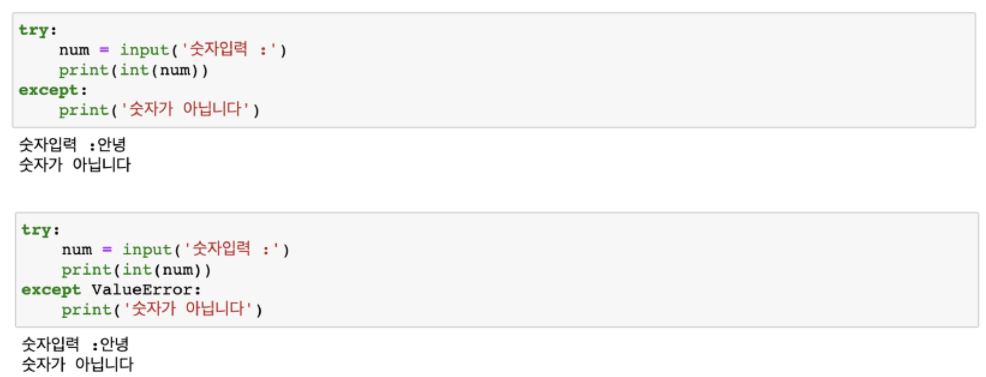 try:
    num = input('숫자입력 :')
    print(int(num))
except:
    print('숫자가 아닙니다')
숫자입력 :안녕
숫자가 아닙니다
try:
    num = input('숫자입력 :')
    print(int(num))
except ValueError:
    print('숫자가 아닙니다')
숫자입력 :안녕
숫자가 아닙니다